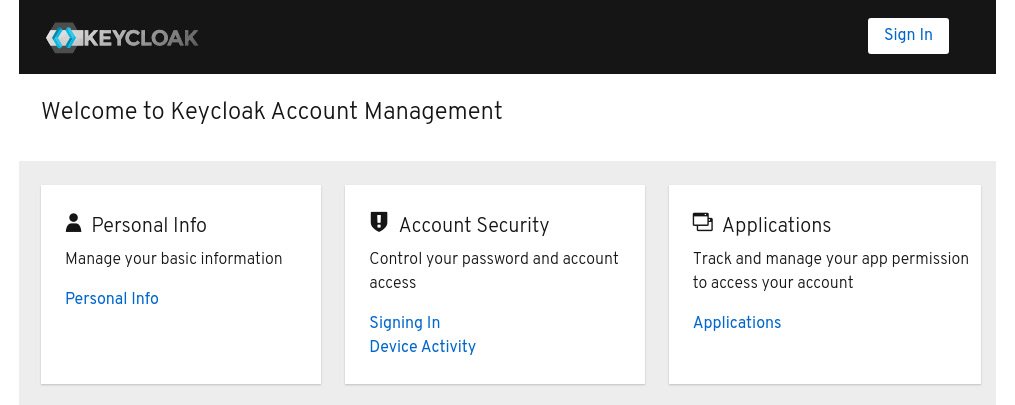 KEYCLOAK
Sign In
Welcome to Keycloak Account Management
Personal Info
Manage your basic information
Personal Info
Account Security
Control your password and account
access
Signing In
Device Activity
Applications
Track and manage your app permission
to access your account
Applications